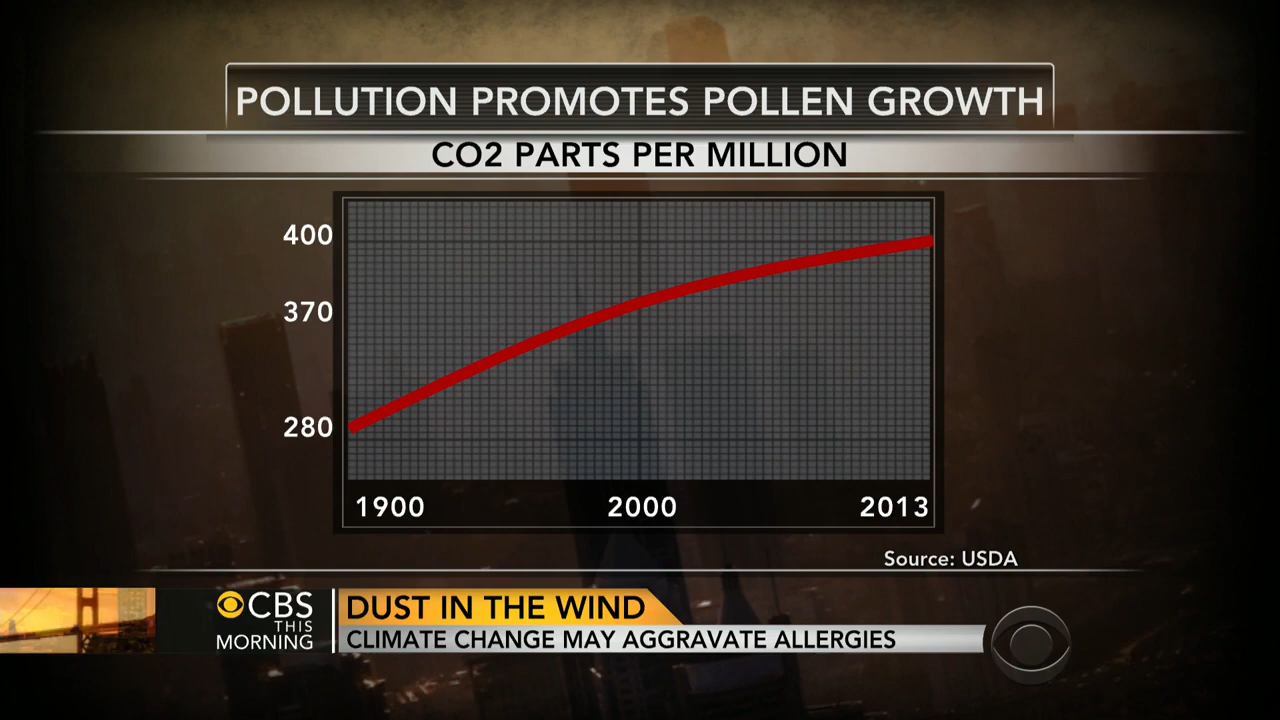 POLLUTION PROMOTES POLLEN GROWTH
CO2 PARTS PER MILLION
400
370
280
1900 2000 2013
Source: USDA
CBS
THIS
MORNING
DUST IN THE WIND
CLIMATE CHANGE MAY AGGRAVATE ALLERGIES